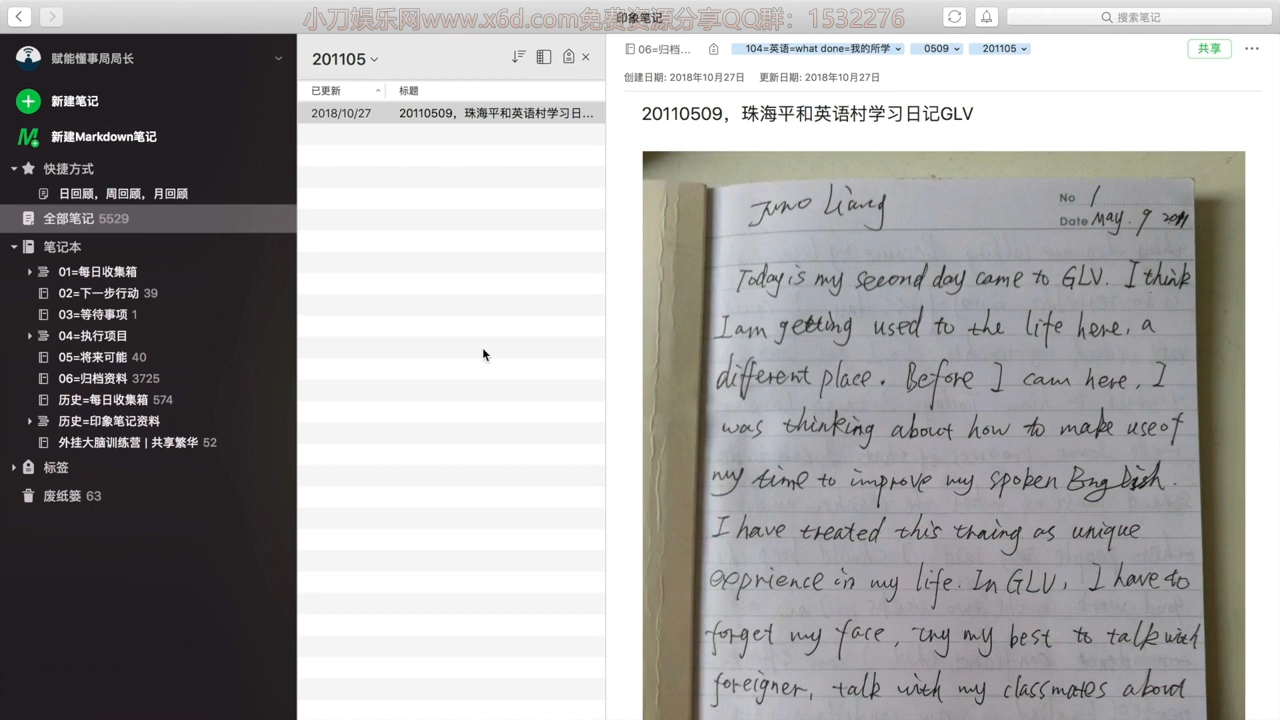 小刀娱乐网www.x6d.com免费资源分享QQ群：1532276
印象笔记
搜索笔记
赋能懂事局局长
新建笔记
新建Markdown笔记
快捷方式
日回顾，周回顾，月回顾
全部笔记 5529
笔记本
01=每日收集箱
02=下一步行动 39
03=等待事项 1
04=执行项目
05=将来可能 40
06=归档资料 3725
历史=每日收集箱 574
历史=印象笔记资料
外挂大脑训练营 | 共享繁华 52
标签
废纸篓 63
201105
已更新 标题
2018/10/27 20110509，珠海平和英语村学习日...
06=归档... 104=英语=what done=我的所学 0509 201105 共享
创建日期: 2018年10月27日 更新日期: 2018年10月27日
20110509，珠海平和英语村学习日记GLV
Juno Liang
No 1
Date May. 9 2011
Today is my second day came to GLV. I think
I am getting used to the life here, a
different place. Before I cam here, I
was thinking about how to make use of
my time to improve my spoken English.
I have treated this traing as unique
exprience in my life. In GLV, I have to
forget my face, try my best to talk with
foreigner, talk with my classmates about